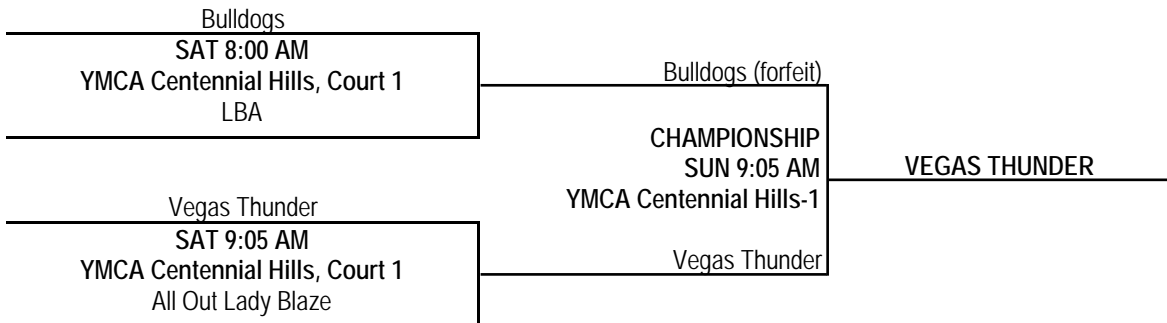 Bulldogs
SAT 8:00 AM
YMCA Centennial Hills, Court 1
LBA
Bulldogs (forfeit)
CHAMPIONSHIP
SUN 9:05 AM
YMCA Centennial Hills-1
VEGAS THUNDER
Vegas Thunder
SAT 9:05 AM
YMCA Centennial Hills, Court 1
All Out Lady Blaze
Vegas Thunder